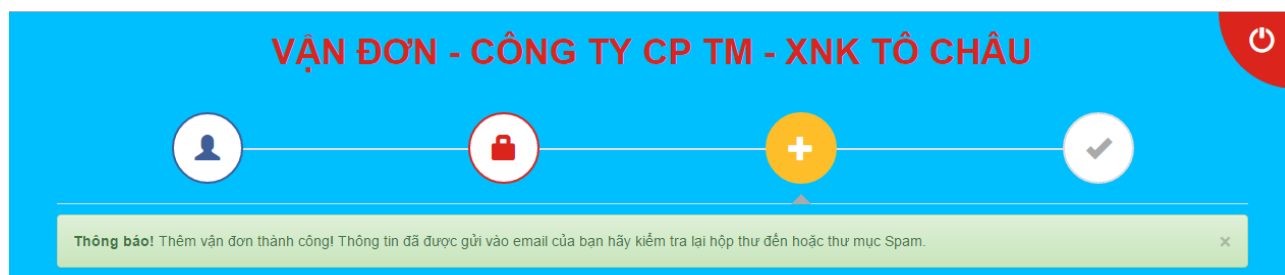 VẬN ĐƠN - CÔNG TY CP TM - XNK TÔ CHÂU
Thông báo! Thêm vận đơn thành công! Thông tin đã được gửi vào email của bạn hãy kiểm tra lại hộp thư đến hoặc thư mục Spam.